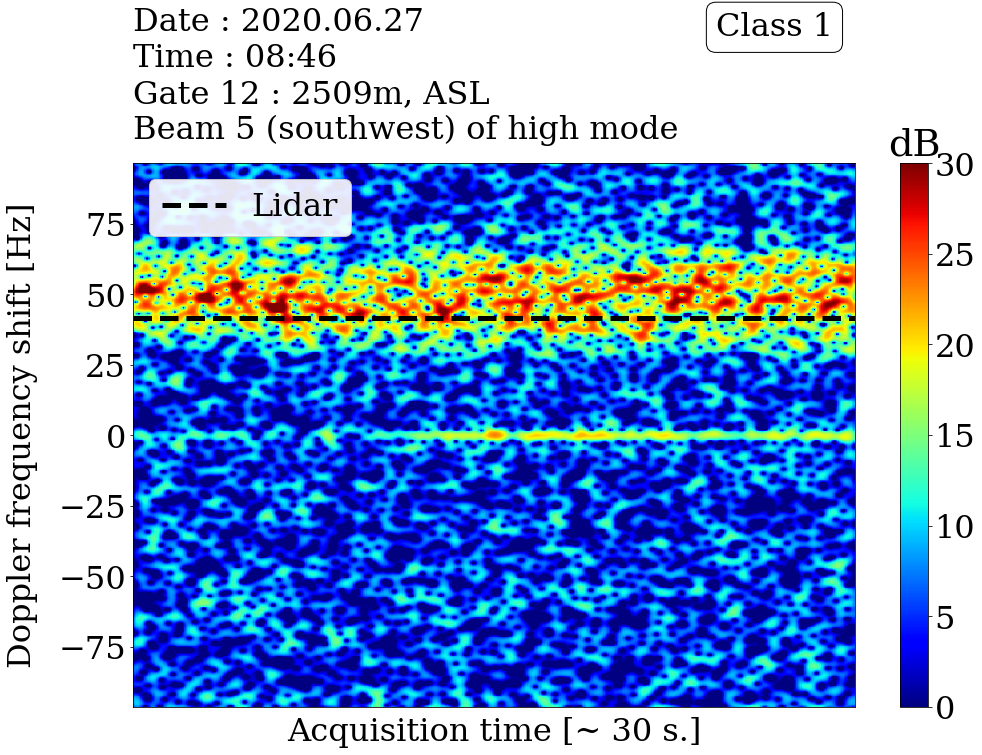 Date : 2020.06.27
Time : 08:46
Gate 12 : 2509m, ASL
Beam 5 (southwest) of high mode
Class 1
dB
Lidar
Doppler frequency shift [Hz]
75
50
25
0
−25
−50
−75
30
25
20
15
10
5
0
Acquisition time [~ 30 s.]